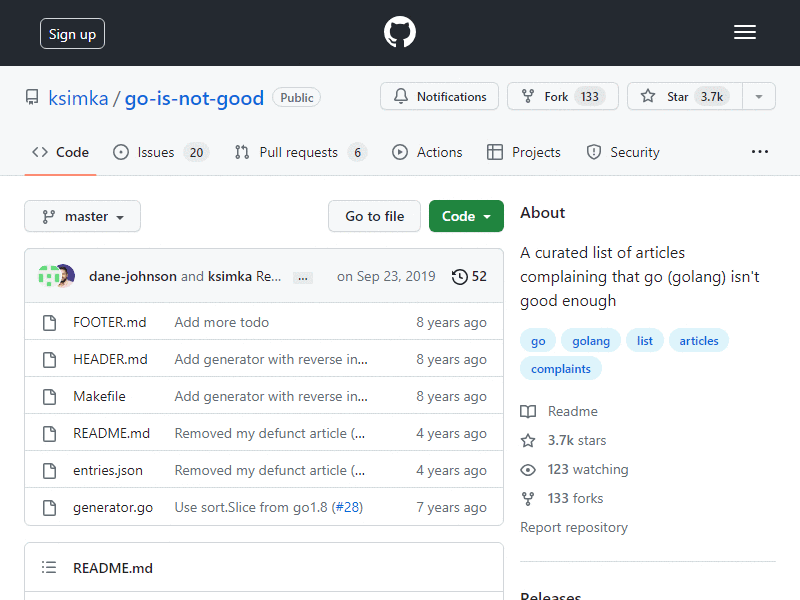 Sign up
ksimka / go-is-not-good Public
Notifications
Fork 133
Star 3.7k
Code
Issues 20
Pull requests 6
Actions
Projects
Security
master
Go to file
Code
dane-johnson and ksimka Re... ... on Sep 23, 2019 52
FOOTER.md Add more todo 8 years ago
HEADER.md Add generator with reverse in... 8 years ago
Makefile Add generator with reverse in... 8 years ago
README.md Removed my defunct article (... 4 years ago
entries.json Removed my defunct article (... 4 years ago
generator.go Use sort.Slice from go1.8 (#28) 7 years ago
README.md
About
A curated list of articles
complaining that go (golang) isn't
good enough
go golang list articles
complaints
Readme
3.7k stars
123 watching
133 forks
Report repository
Releases